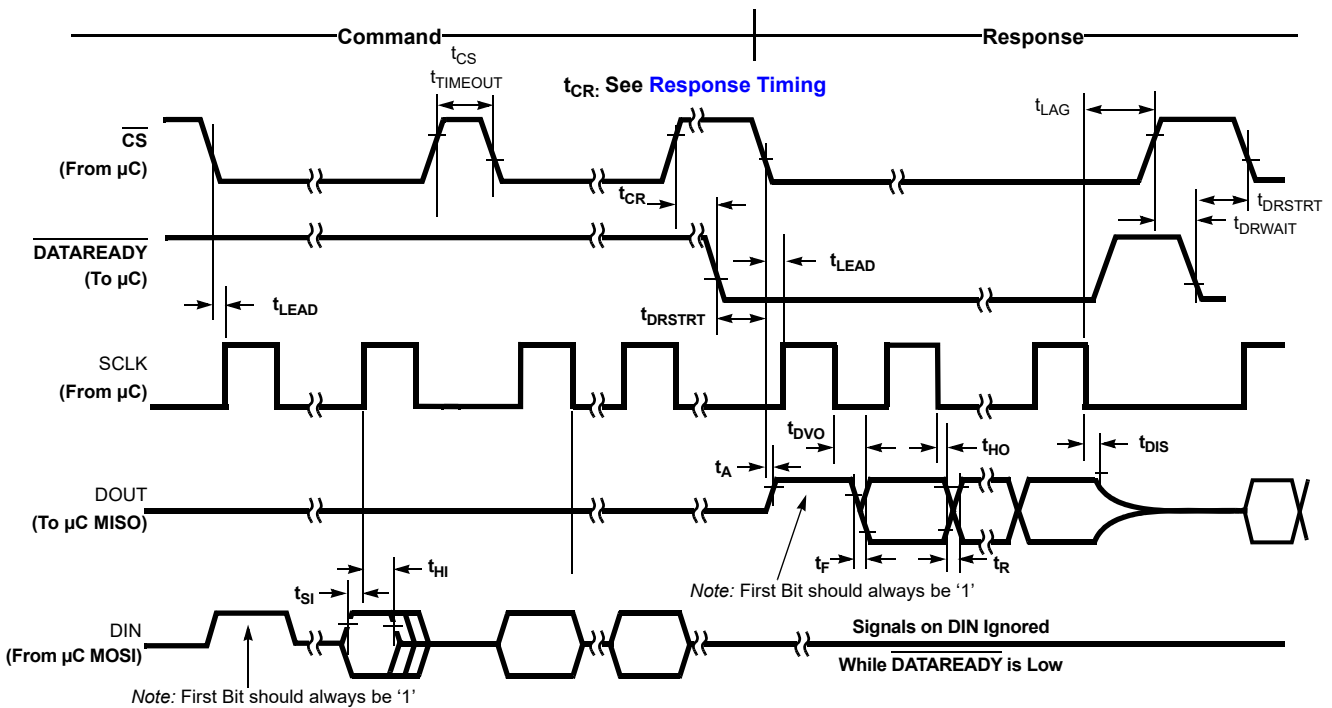 Command
Response
tCS
tTIMEOUT
tCR: See Response Timing
tLAG
CS
(From µC)
tCR
tDRSTRT
tDRWAIT
DATAREADY
(To µC)
tLEAD
tLEAD
tDRSTRT
SCLK
(From µC)
tDVO
tHO
tDIS
tA
DOUT
(To µC MISO)
tF
tR
Note: First Bit should always be ‘1’
tHI
tSI
DIN
(From µC MOSI)
Signals on DIN Ignored
While DATAREADY is Low
Note: First Bit should always be ‘1’